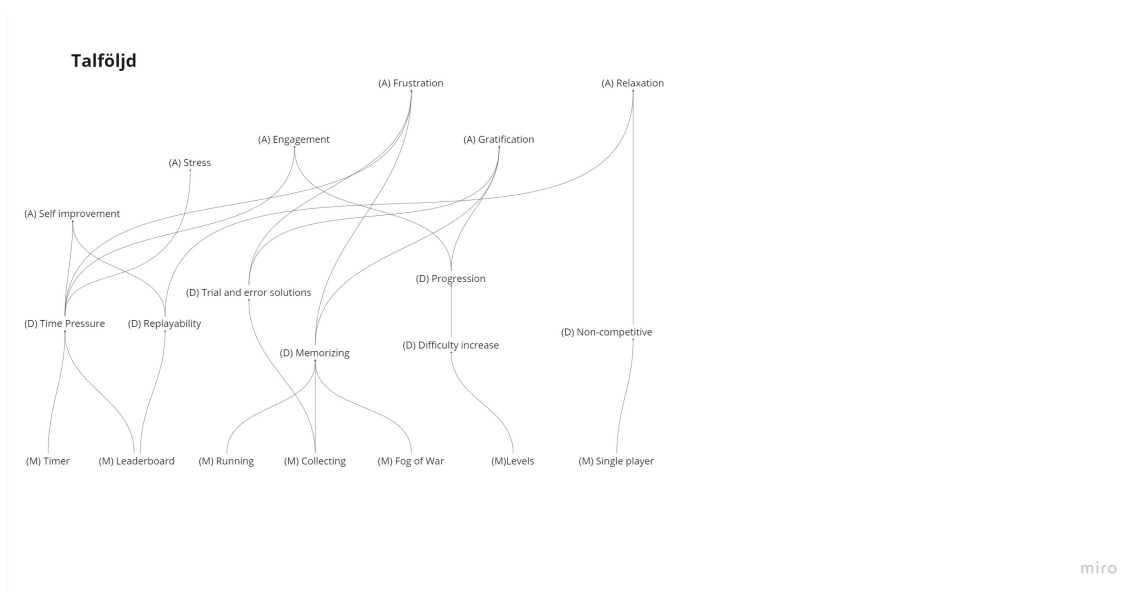 Talföljd
(A) Frustration
(A) Relaxation
(A) Engagement
(A) Gratification
(A) Stress
(A) Self improvement
(D) Progression
(D) Trial and error solutions
(D) Time Pressure
(D) Replayability
(D) Non-competitive
(D) Difficulty increase
(D) Memorizing
(M) Timer
(M) Leaderboard
(M) Running
(M) Collecting
(M) Fog of War
(M)Levels
(M) Single player
miro